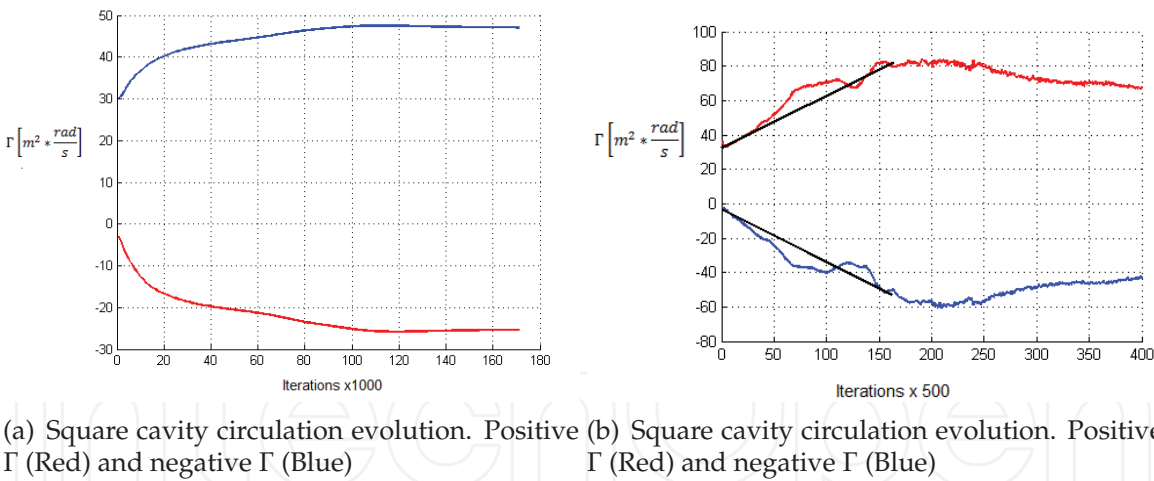 50
40
30
20
10
0
-10
-20
-30
Γ [m² * rad/s]
0 20 40 60 80 100 120 140 160 180
Iterations x1000
100
80
60
40
20
0
-20
-40
-60
-80
Γ [m² * rad/s]
0 50 100 150 200 250 300 350 400
Iterations x 500
(a) Square cavity circulation evolution. Positive
Γ (Red) and negative Γ (Blue)
(b) Square cavity circulation evolution. Positive
Γ (Red) and negative Γ (Blue)